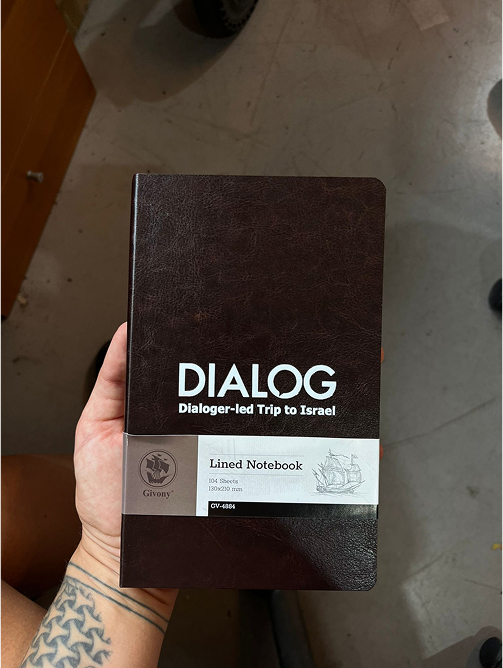 DIALOG
Dialoger-led Trip to Israel
Givony®
Lined Notebook
104 Sheets
130x210 mm
GV-4884